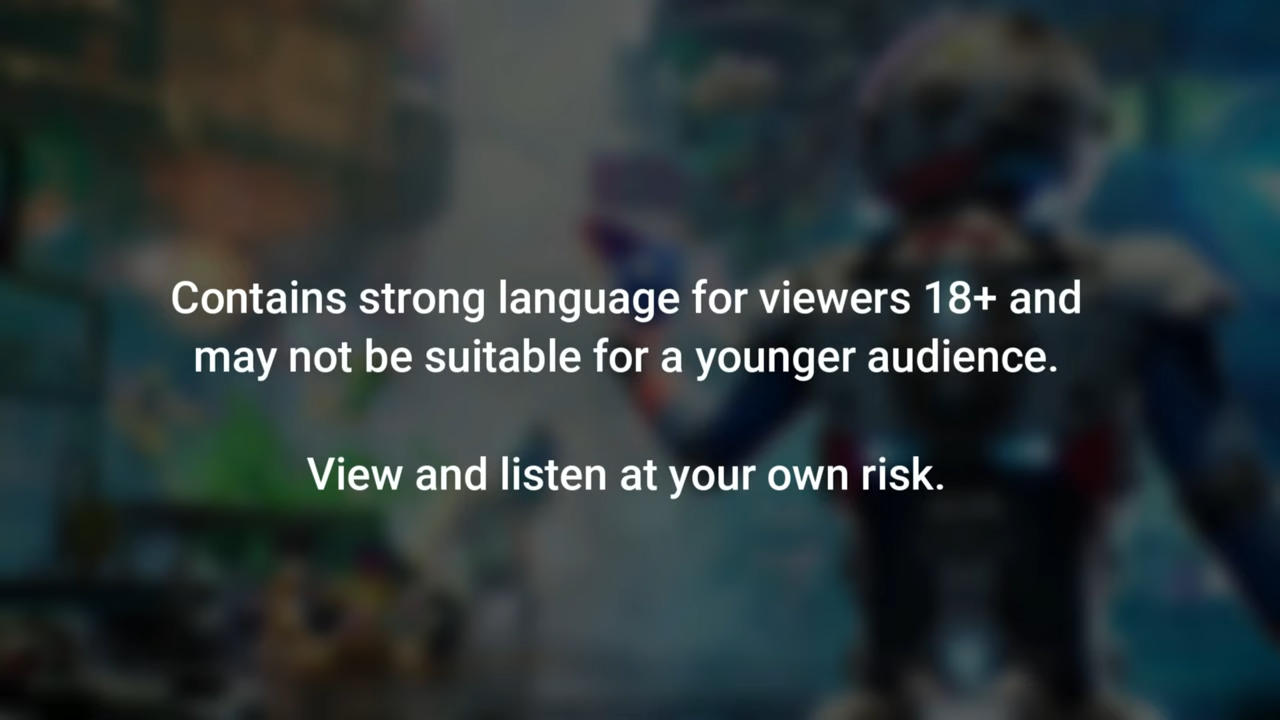 Contains strong language for viewers 18+ and
may not be suitable for a younger audience.
View and listen at your own risk.